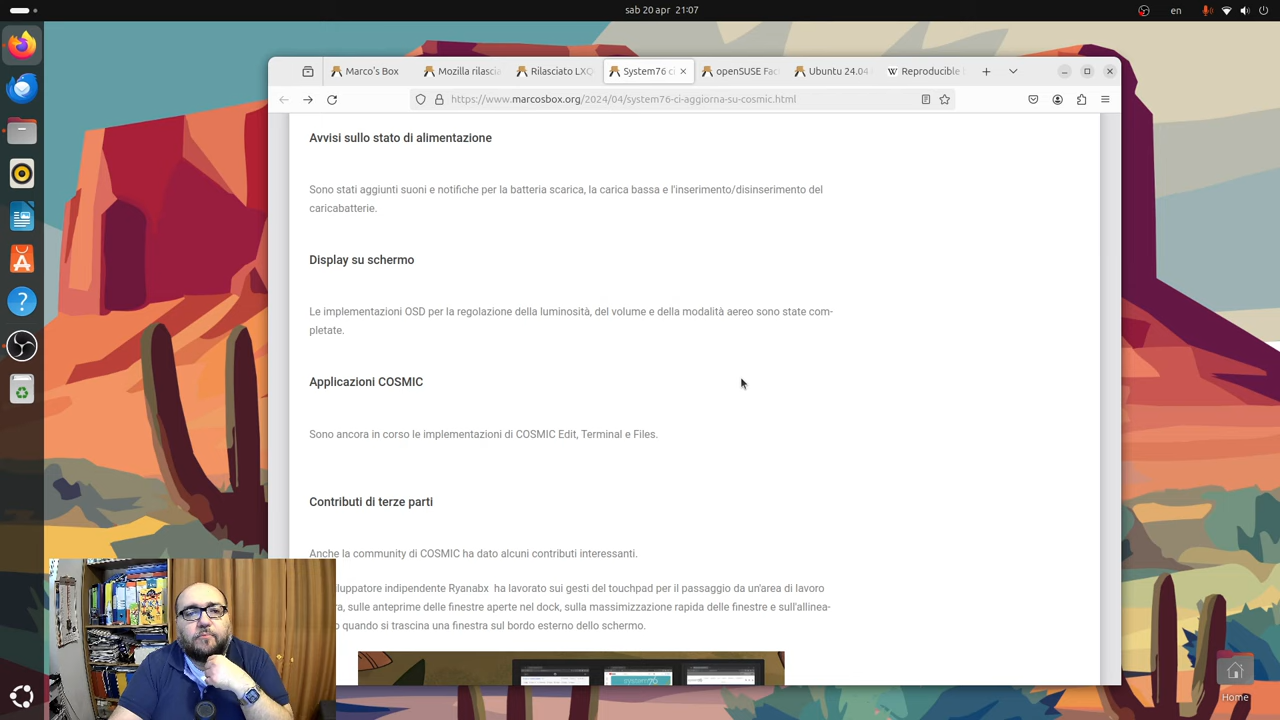 sab 20 apr 21:07
en
Marco's Box
Mozilla rilascia
Rilasciato LXQ
System76 ci
openSUSE Fac
Ubuntu 24.04
Reproducible
https://www.marcosbox.org/2024/04/system76-ci-aggiorna-su-cosmic.html
Avvisi sullo stato di alimentazione
Sono stati aggiunti suoni e notifiche per la batteria scarica, la carica bassa e l'inserimento/disinserimento del
caricabatterie.
Display su schermo
Le implementazioni OSD per la regolazione della luminosità, del volume e della modalità aereo sono state com-
pletate.
Applicazioni COSMIC
Sono ancora in corso le implementazioni di COSMIC Edit, Terminal e Files.
Contributi di terze parti
Anche la community di COSMIC ha dato alcuni contributi interessanti.
iluppatore indipendente Ryanabx ha lavorato sui gesti del touchpad per il passaggio da un'area di lavoro
ra, sulle anteprime delle finestre aperte nel dock, sulla massimizzazione rapida delle finestre e sull'allinea-
o quando si trascina una finestra sul bordo esterno dello schermo.
system76
Home